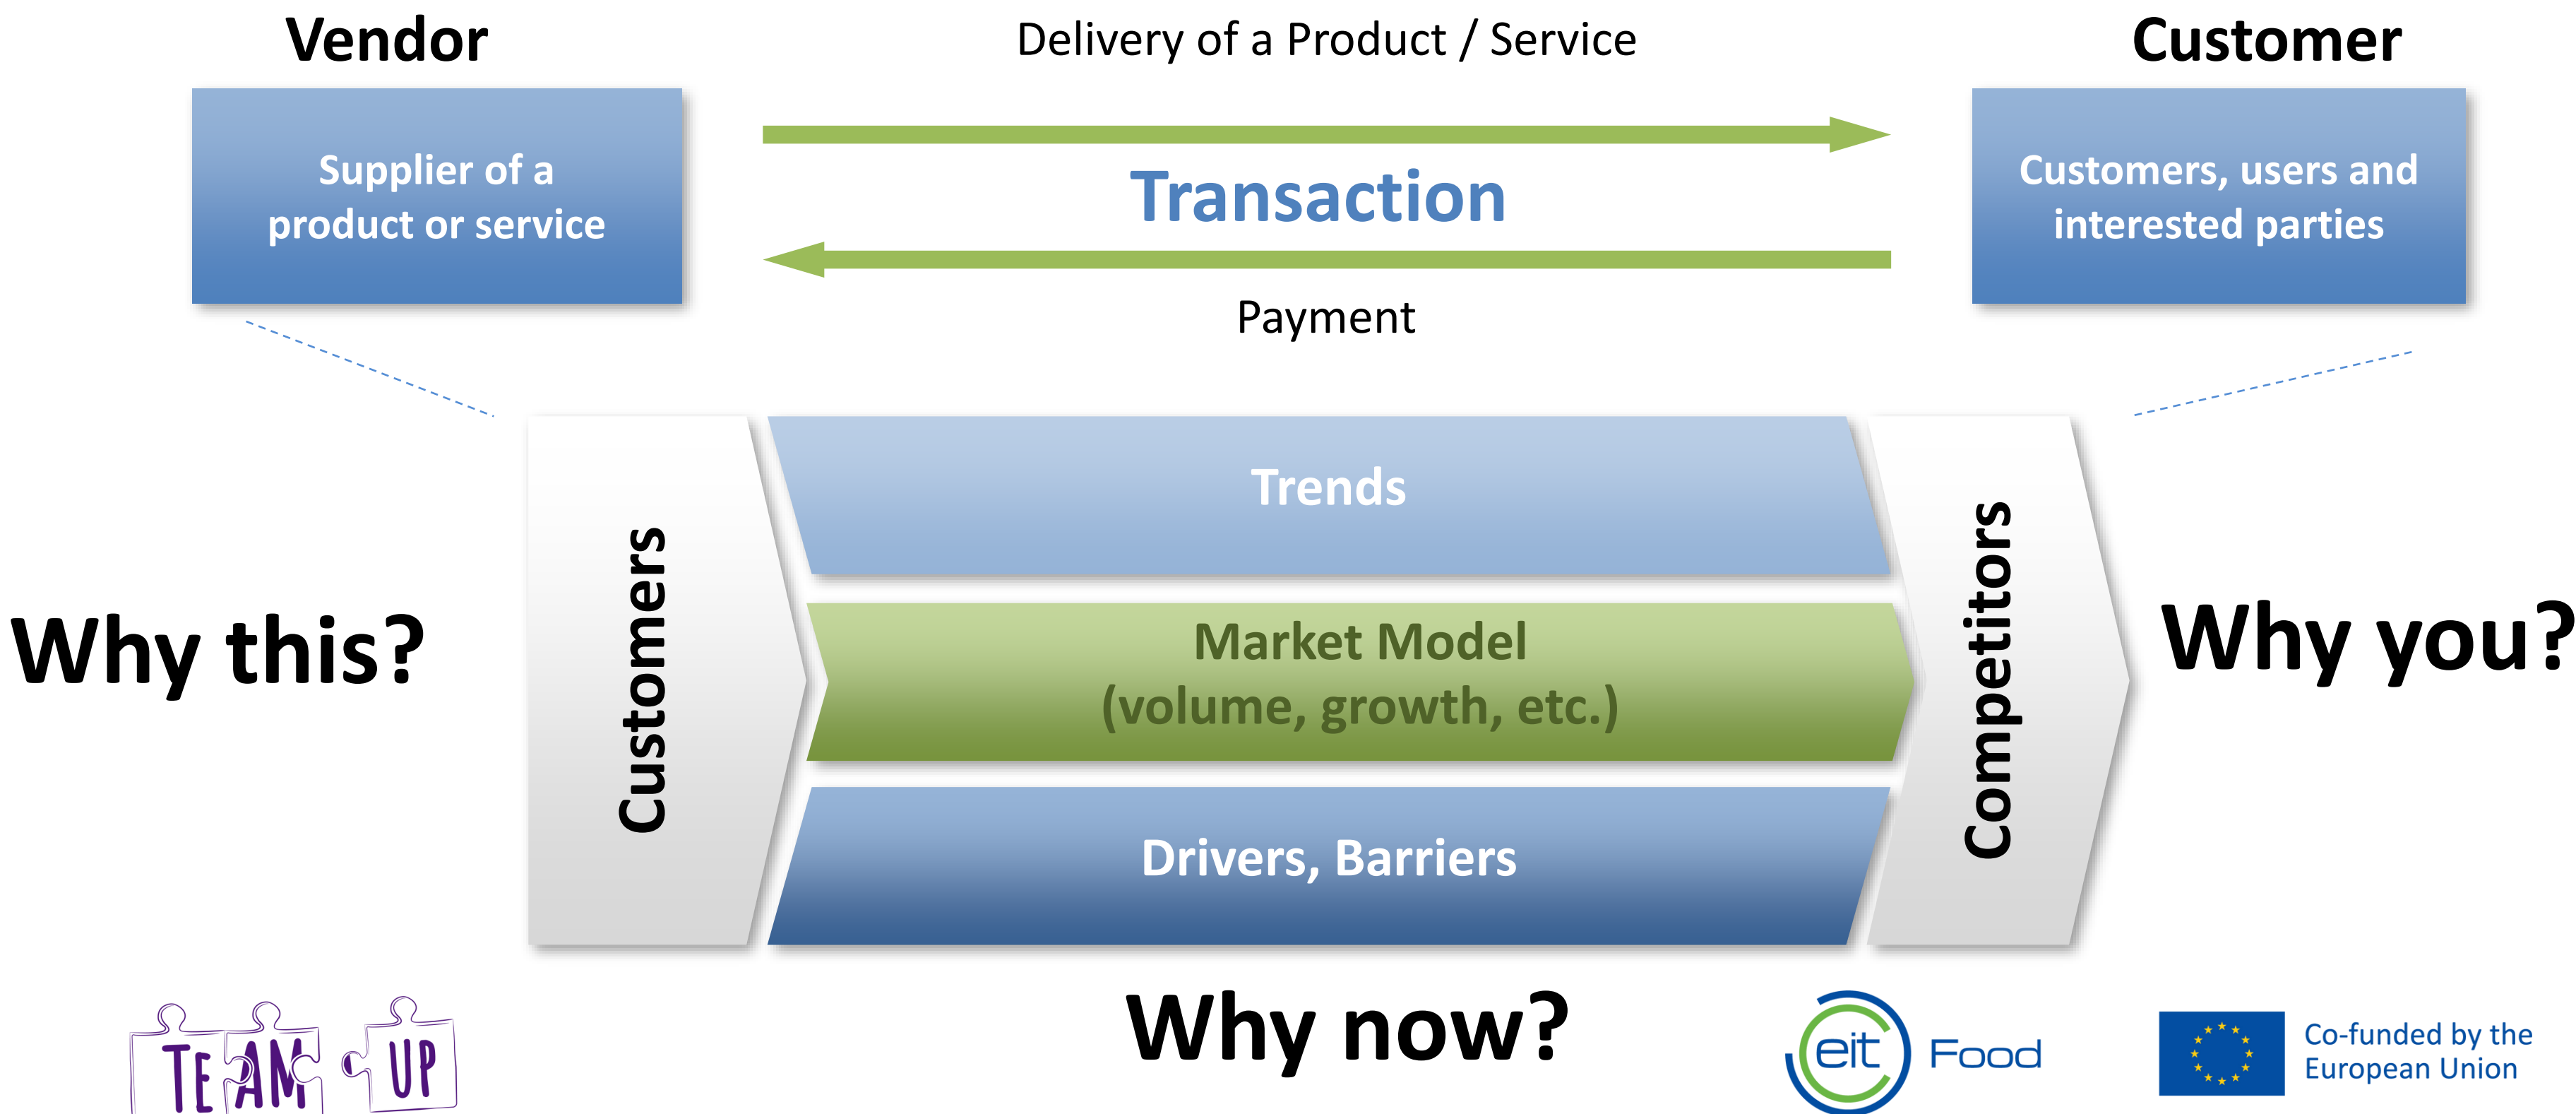 Vendor
Delivery of a Product / Service
Customer
Supplier of a
product or service
Transaction
Customers, users and
interested parties
Payment
Why this?
Customers
Trends
Market Model
(volume, growth, etc.)
Drivers, Barriers
Competitors
Why you?
Why now?
TEAM UP
eit Food
Co-funded by the
European Union